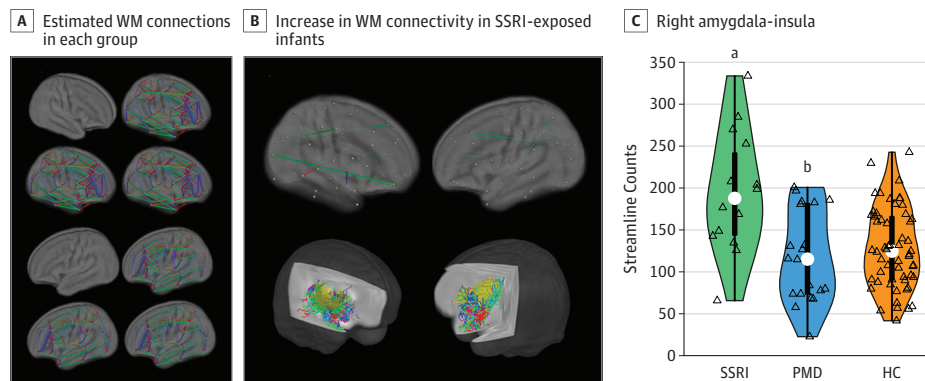 A Estimated WM connections
in each group
B Increase in WM connectivity in SSRI-exposed
infants
C Right amygdala-insula
a
b
Streamline Counts
350
300
250
200
150
100
50
0
SSRI PMD HC